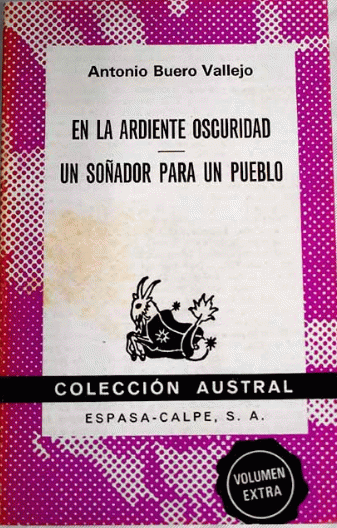 Antonio Buero Vallejo
EN LA ARDIENTE OSCURIDAD
UN SOÑADOR PARA UN PUEBLO
COLECCIÓN AUSTRAL
ESPASA-CALPE, S. A.
VOLUMEN
EXTRA